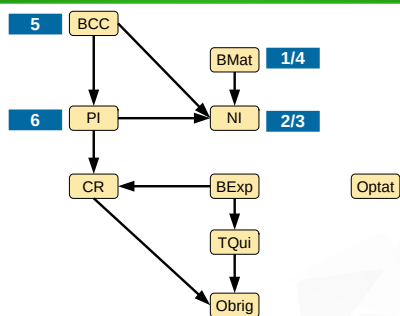 5 BCC
BMat 1/4
6 PI NI 2/3
CR BExp Optat
TQui
Obrig